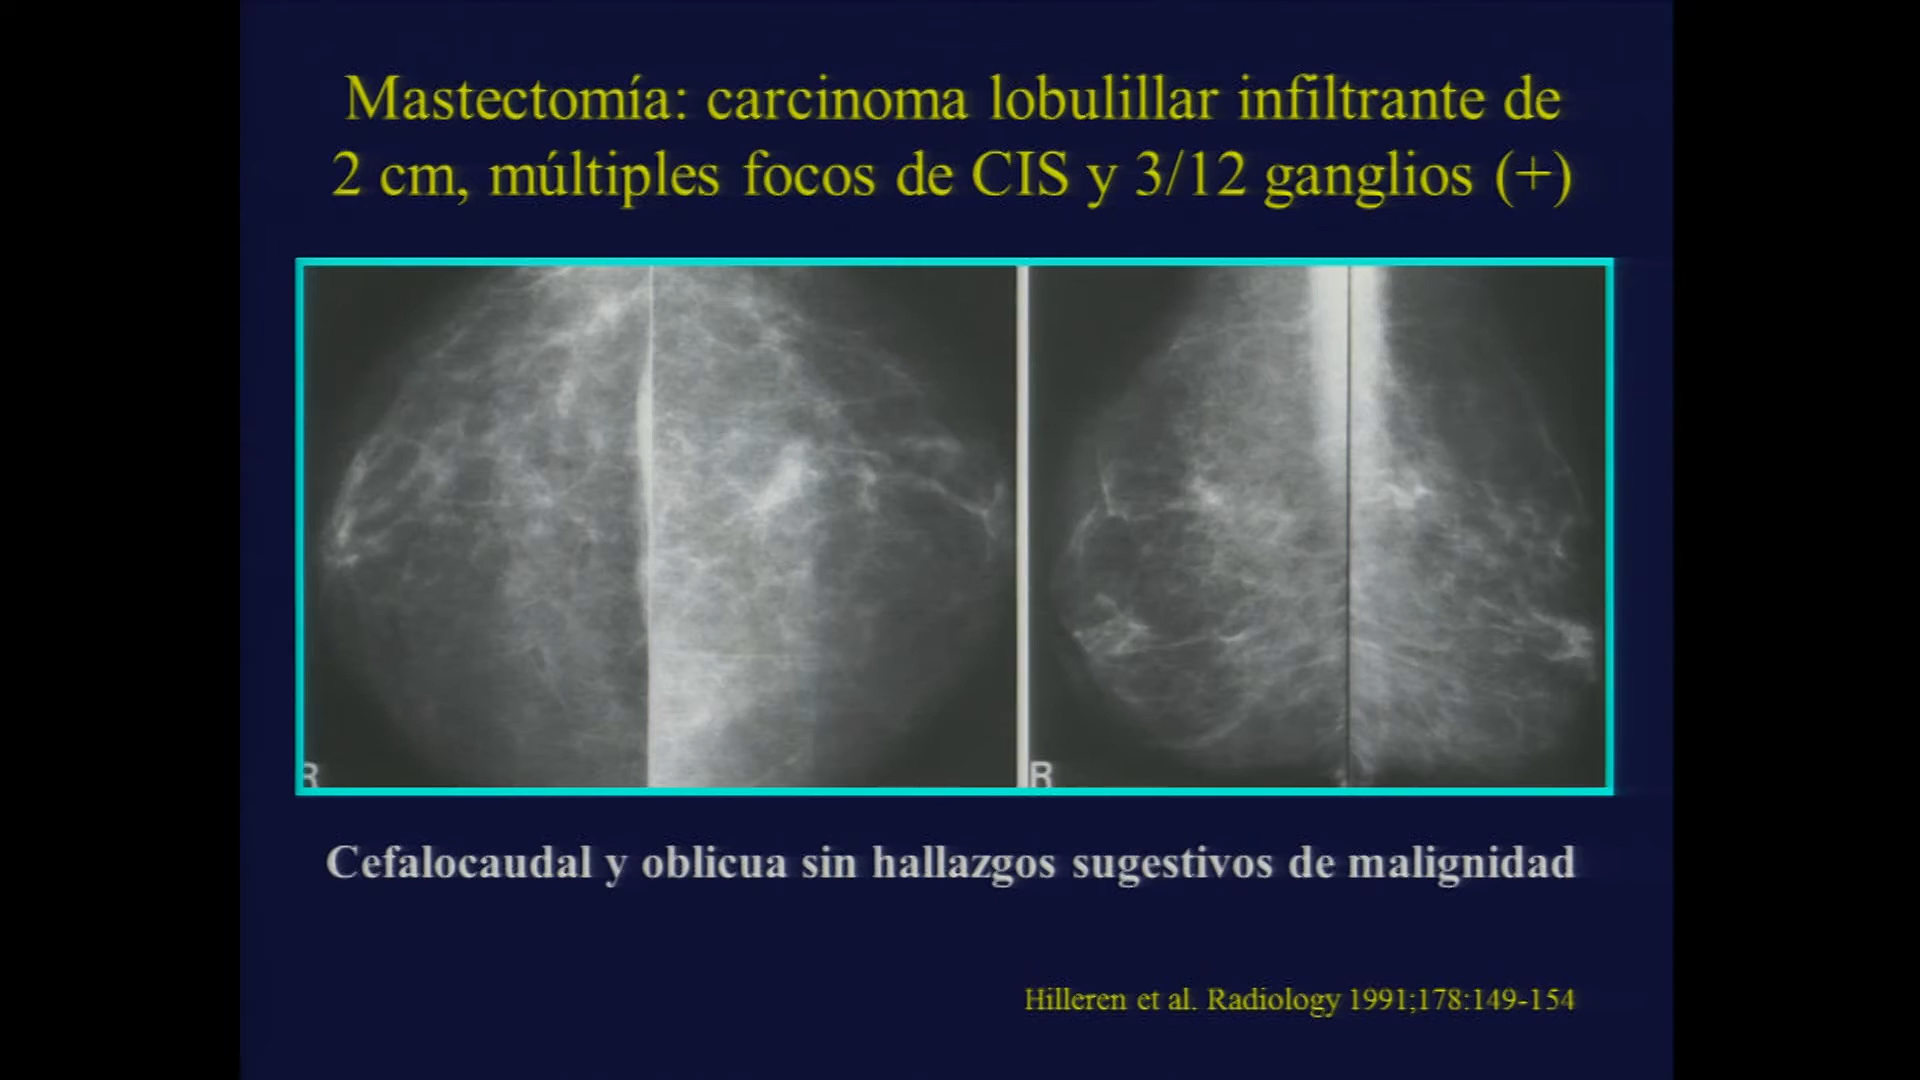 Mastectomía: carcinoma lobulillar infiltrante de
2 cm, múltiples focos de CIS y 3/12 ganglios (+)
R
R
Cefalocaudal y oblicua sin hallazgos sugestivos de malignidad
Hilleren et al. Radiology 1991;178:149-154